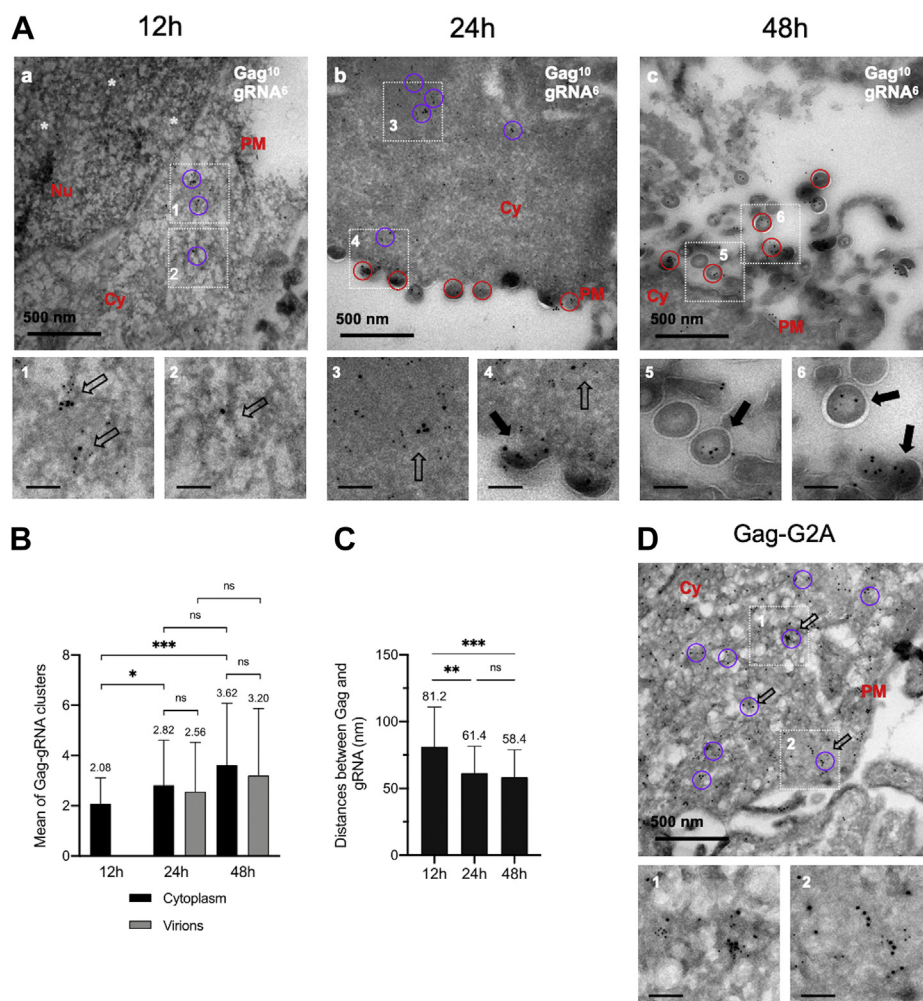 A
12h
24h
48h
a
Gag¹⁰
gRNA⁶
*
*
*
PM
Nu
1
2
Cy
500 nm
b
Gag¹⁰
gRNA⁶
3
Cy
4
PM
500 nm
c
Gag¹⁰
gRNA⁶
6
5
Cy
PM
500 nm
1
2
3
4
5
6
B
Mean of Gag-gRNA clusters
8
6
4
2
0
ns
ns
***
*
ns
ns
2.08
2.82
2.56
3.62
3.20
12h
24h
48h
Cytoplasm
Virions
C
Distances between Gag and
gRNA (nm)
150
100
50
0
***
**
ns
81.2
61.4
58.4
12h
24h
48h
D
Gag-G2A
Cy
1
PM
2
500 nm
1
2